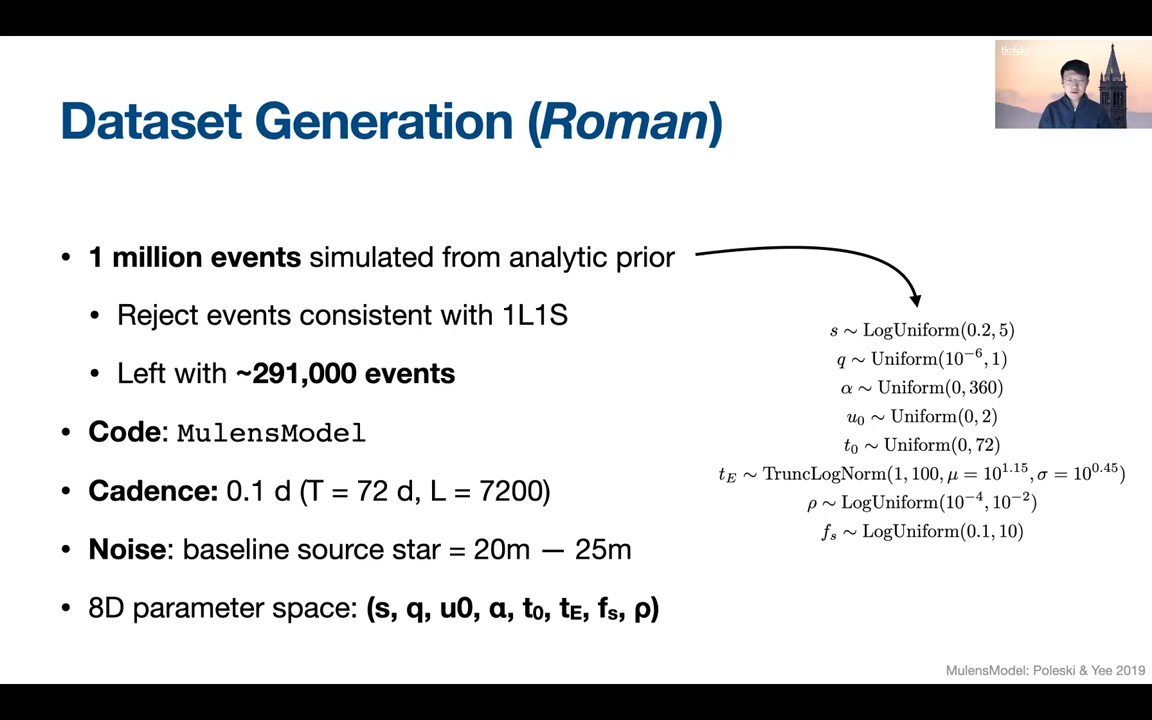 Berkeley
Dataset Generation (Roman)
• 1 million events simulated from analytic prior
• Reject events consistent with 1L1S
• Left with ~291,000 events
• Code: MulensModel
• Cadence: 0.1 d (T = 72 d, L = 7200)
• Noise: baseline source star = 20m — 25m
• 8D parameter space: (s, q, u0, α, t₀, t_E, fₛ, ρ)
s ∼ LogUniform(0.2, 5)
q ∼ Uniform(10⁻⁶, 1)
α ∼ Uniform(0, 360)
u₀ ∼ Uniform(0, 2)
t₀ ∼ Uniform(0, 72)
t_E ∼ TruncLogNorm(1, 100, μ = 10^1.15, σ = 10^0.45)
ρ ∼ LogUniform(10⁻⁴, 10⁻²)
fₛ ∼ LogUniform(0.1, 10)
MulensModel: Poleski & Yee 2019